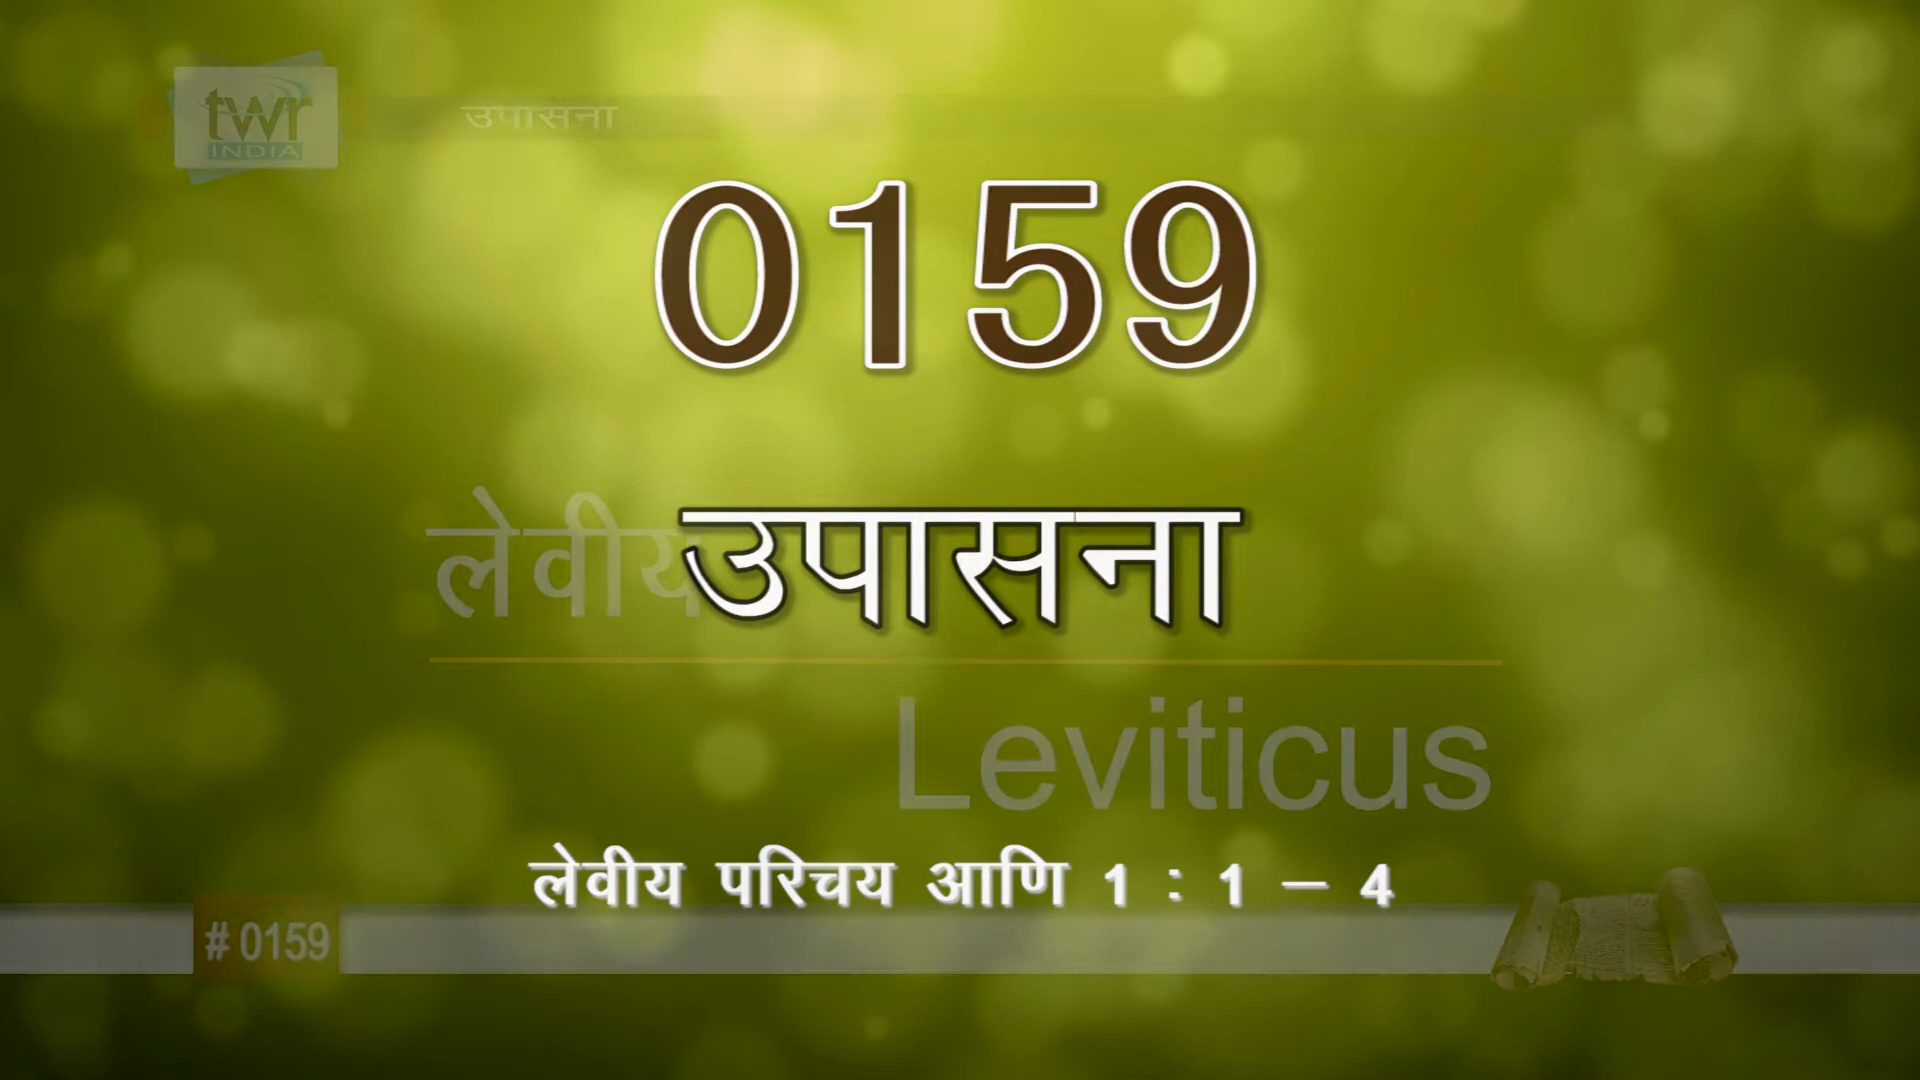 twr
INDIA
उपासना
0159
लेवीय
उपासना
Leviticus
लेवीय परिचय आणि 1 : 1 – 4
# 0159